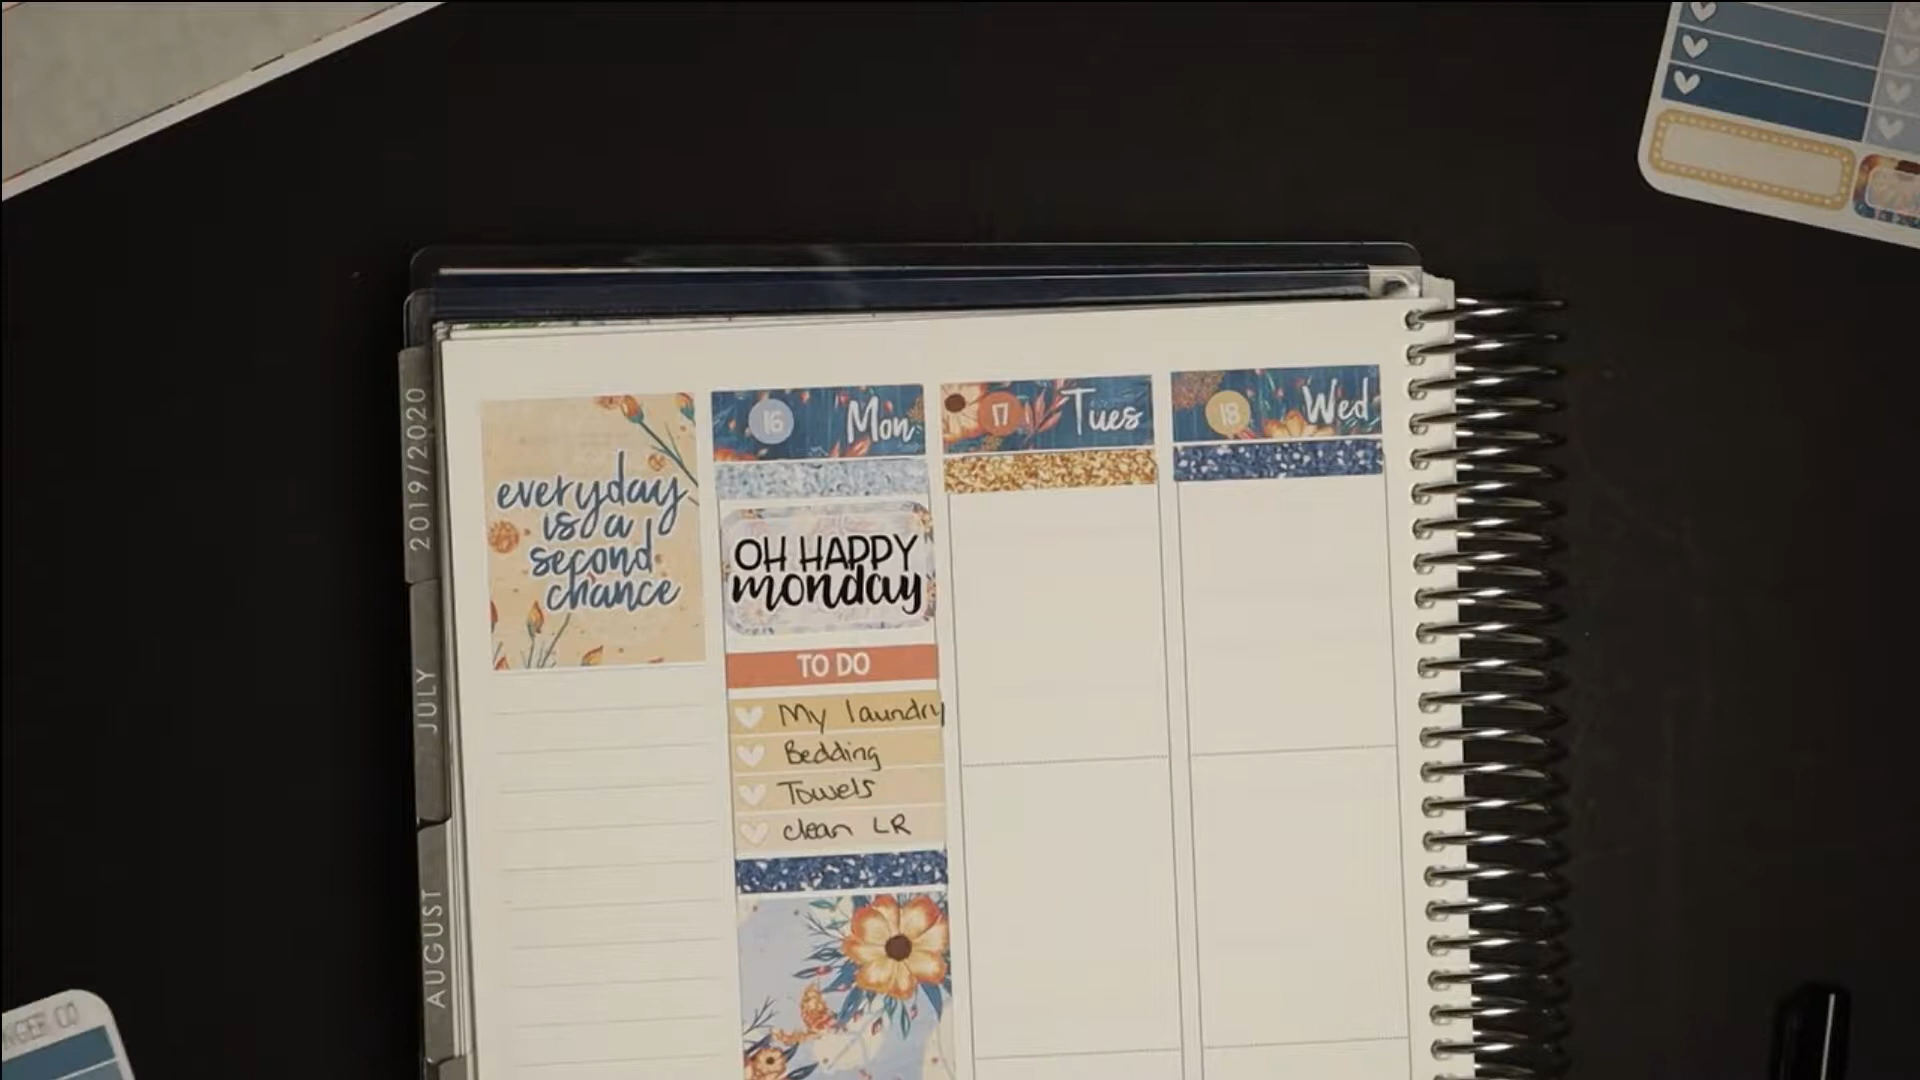 2019/2020
JULY
AUGUST
everyday
is a
second
chance
16 Mon
OH HAPPY
monday
TO DO
My laundry
Bedding
Towels
clean LR
17 Tues
18 Wed